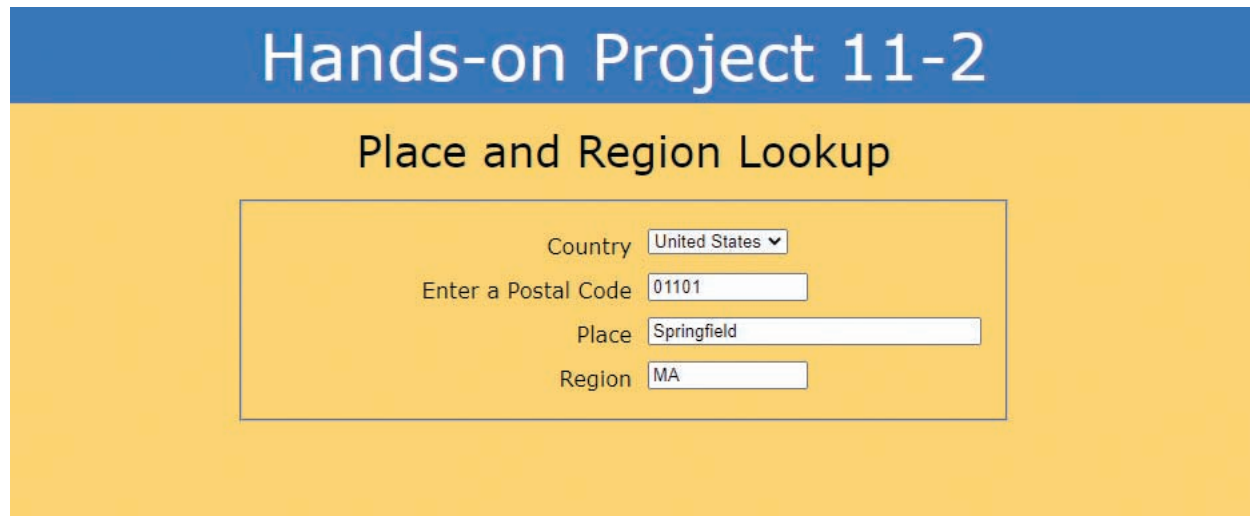 Hands-on Project 11-2
Place and Region Lookup
Country United States
Enter a Postal Code 01101
Place Springfield
Region MA